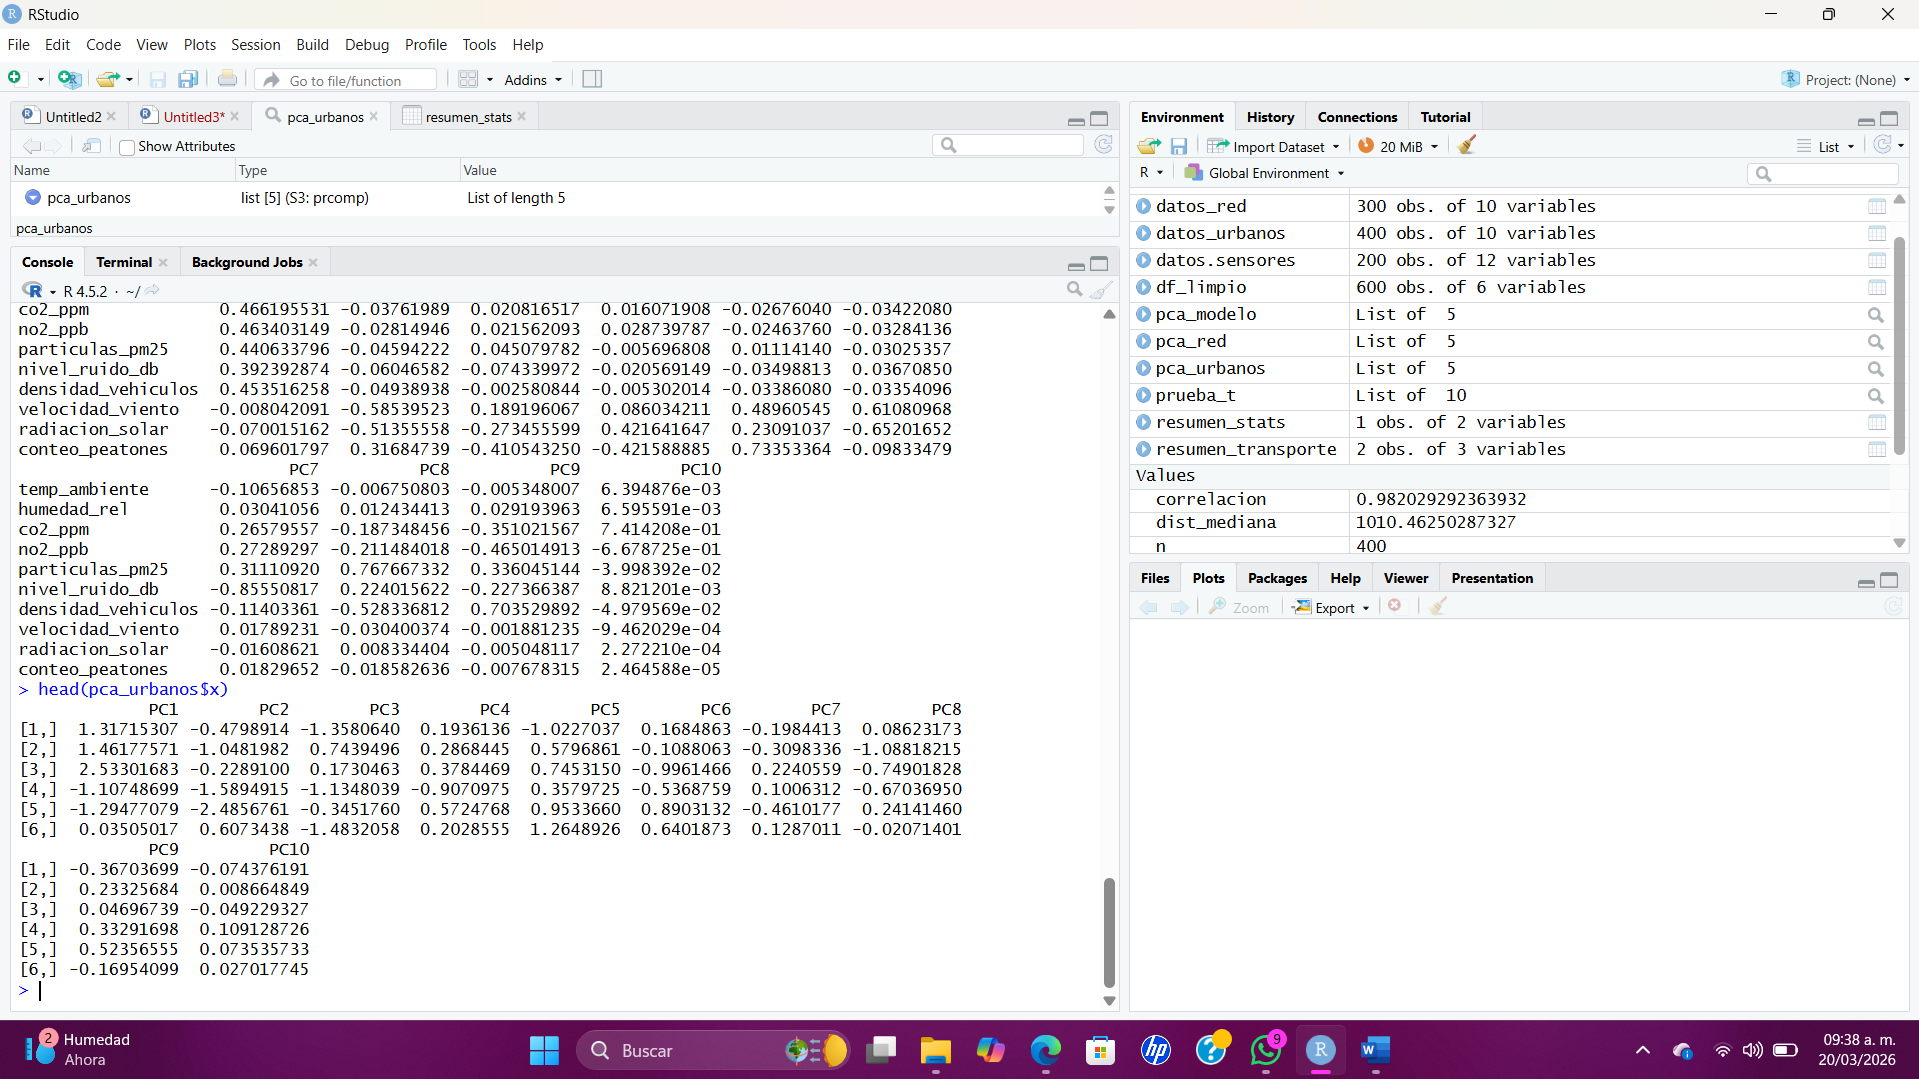 RStudio
File Edit Code View Plots Session Build Debug Profile Tools Help
Go to file/function Addins Project: (None)
Untitled2 Untitled3* pca_urbanos resumen_stats
Show Attributes
Name Type Value
pca_urbanos list [5] (S3: prcomp) List of length 5
pca_urbanos
Console Terminal Background Jobs
R 4.5.2 · ~/
co2_ppm 0.466195531 -0.03761989 0.020816517 0.016071908 -0.02676040 -0.03422080
no2_ppb 0.463403149 -0.02814946 0.021562093 0.028739787 -0.02463760 -0.03284136
particulas_pm25 0.440633796 -0.04594222 0.045079782 -0.005696808 0.01114140 -0.03025357
nivel_ruido_db 0.392392874 -0.06046582 -0.074339972 -0.020569149 -0.03498813 0.03670850
densidad_vehiculos 0.453516258 -0.04938938 -0.002580844 -0.005302014 -0.03386080 -0.03354096
velocidad_viento -0.008042091 -0.58539523 0.189196067 0.086034211 0.48960545 0.61080968
radiacion_solar -0.070015162 -0.51355558 -0.273455599 0.421641647 0.23091037 -0.65201652
conteo_peatones 0.069601797 0.31684739 -0.410543250 -0.421588885 0.73353364 -0.09833479
PC7 PC8 PC9 PC10
temp_ambiente -0.10656853 -0.006750803 -0.005348007 6.394876e-03
humedad_rel 0.03041056 0.012434413 0.029193963 6.595591e-03
co2_ppm 0.26579557 -0.187348456 -0.351021567 7.414208e-01
no2_ppb 0.27289297 -0.211484018 -0.465014913 -6.678725e-01
particulas_pm25 0.31110920 0.767667332 0.336045144 -3.998392e-02
nivel_ruido_db -0.85550817 0.224015622 -0.227366387 8.821201e-03
densidad_vehiculos -0.11403361 -0.528336812 0.703529892 -4.979569e-02
velocidad_viento 0.01789231 -0.030400374 -0.001881235 -9.462029e-04
radiacion_solar -0.01608621 0.008334404 -0.005048117 2.272210e-04
conteo_peatones 0.01829652 -0.018582636 -0.007678315 2.464588e-05
> head(pca_urbanos$x)
PC1 PC2 PC3 PC4 PC5 PC6 PC7 PC8
[1,] 1.31715307 -0.4798914 -1.3580640 0.1936136 -1.0227037 0.1684863 -0.1984413 0.08623173
[2,] 1.46177571 -1.0481982 0.7439496 0.2868445 0.5796861 -0.1088063 -0.3098336 -1.08818215
[3,] 2.53301683 -0.2289100 0.1730463 0.3784469 0.7453150 -0.9961466 0.2240559 -0.74901828
[4,] -1.10748699 -1.5894915 -1.1348039 -0.9070975 0.3579725 -0.5368759 0.1006312 -0.67036950
[5,] -1.29477079 -2.4856761 -0.3451760 0.5724768 0.9533660 0.8903132 -0.4610177 0.24141460
[6,] 0.03505017 0.6073438 -1.4832058 0.2028555 1.2648926 0.6401873 0.1287011 -0.02071401
PC9 PC10
[1,] -0.36703699 -0.074376191
[2,] 0.23325684 0.008664849
[3,] 0.04696739 -0.049229327
[4,] 0.33291698 0.109128726
[5,] 0.52356555 0.073535733
[6,] -0.16954099 0.027017745
>
Environment History Connections Tutorial
Import Dataset 20 MiB List
R Global Environment
datos_red 300 obs. of 10 variables
datos_urbanos 400 obs. of 10 variables
datos.sensores 200 obs. of 12 variables
df_limpio 600 obs. of 6 variables
pca_modelo List of 5
pca_red List of 5
pca_urbanos List of 5
prueba_t List of 10
resumen_stats 1 obs. of 2 variables
resumen_transporte 2 obs. of 3 variables
Values
correlacion 0.982029292363932
dist_mediana 1010.46250287327
n 400
Files Plots Packages Help Viewer Presentation
Zoom Export
2 Humedad
Ahora
Buscar
hp
9
R
W
09:38 a. m.
20/03/2026